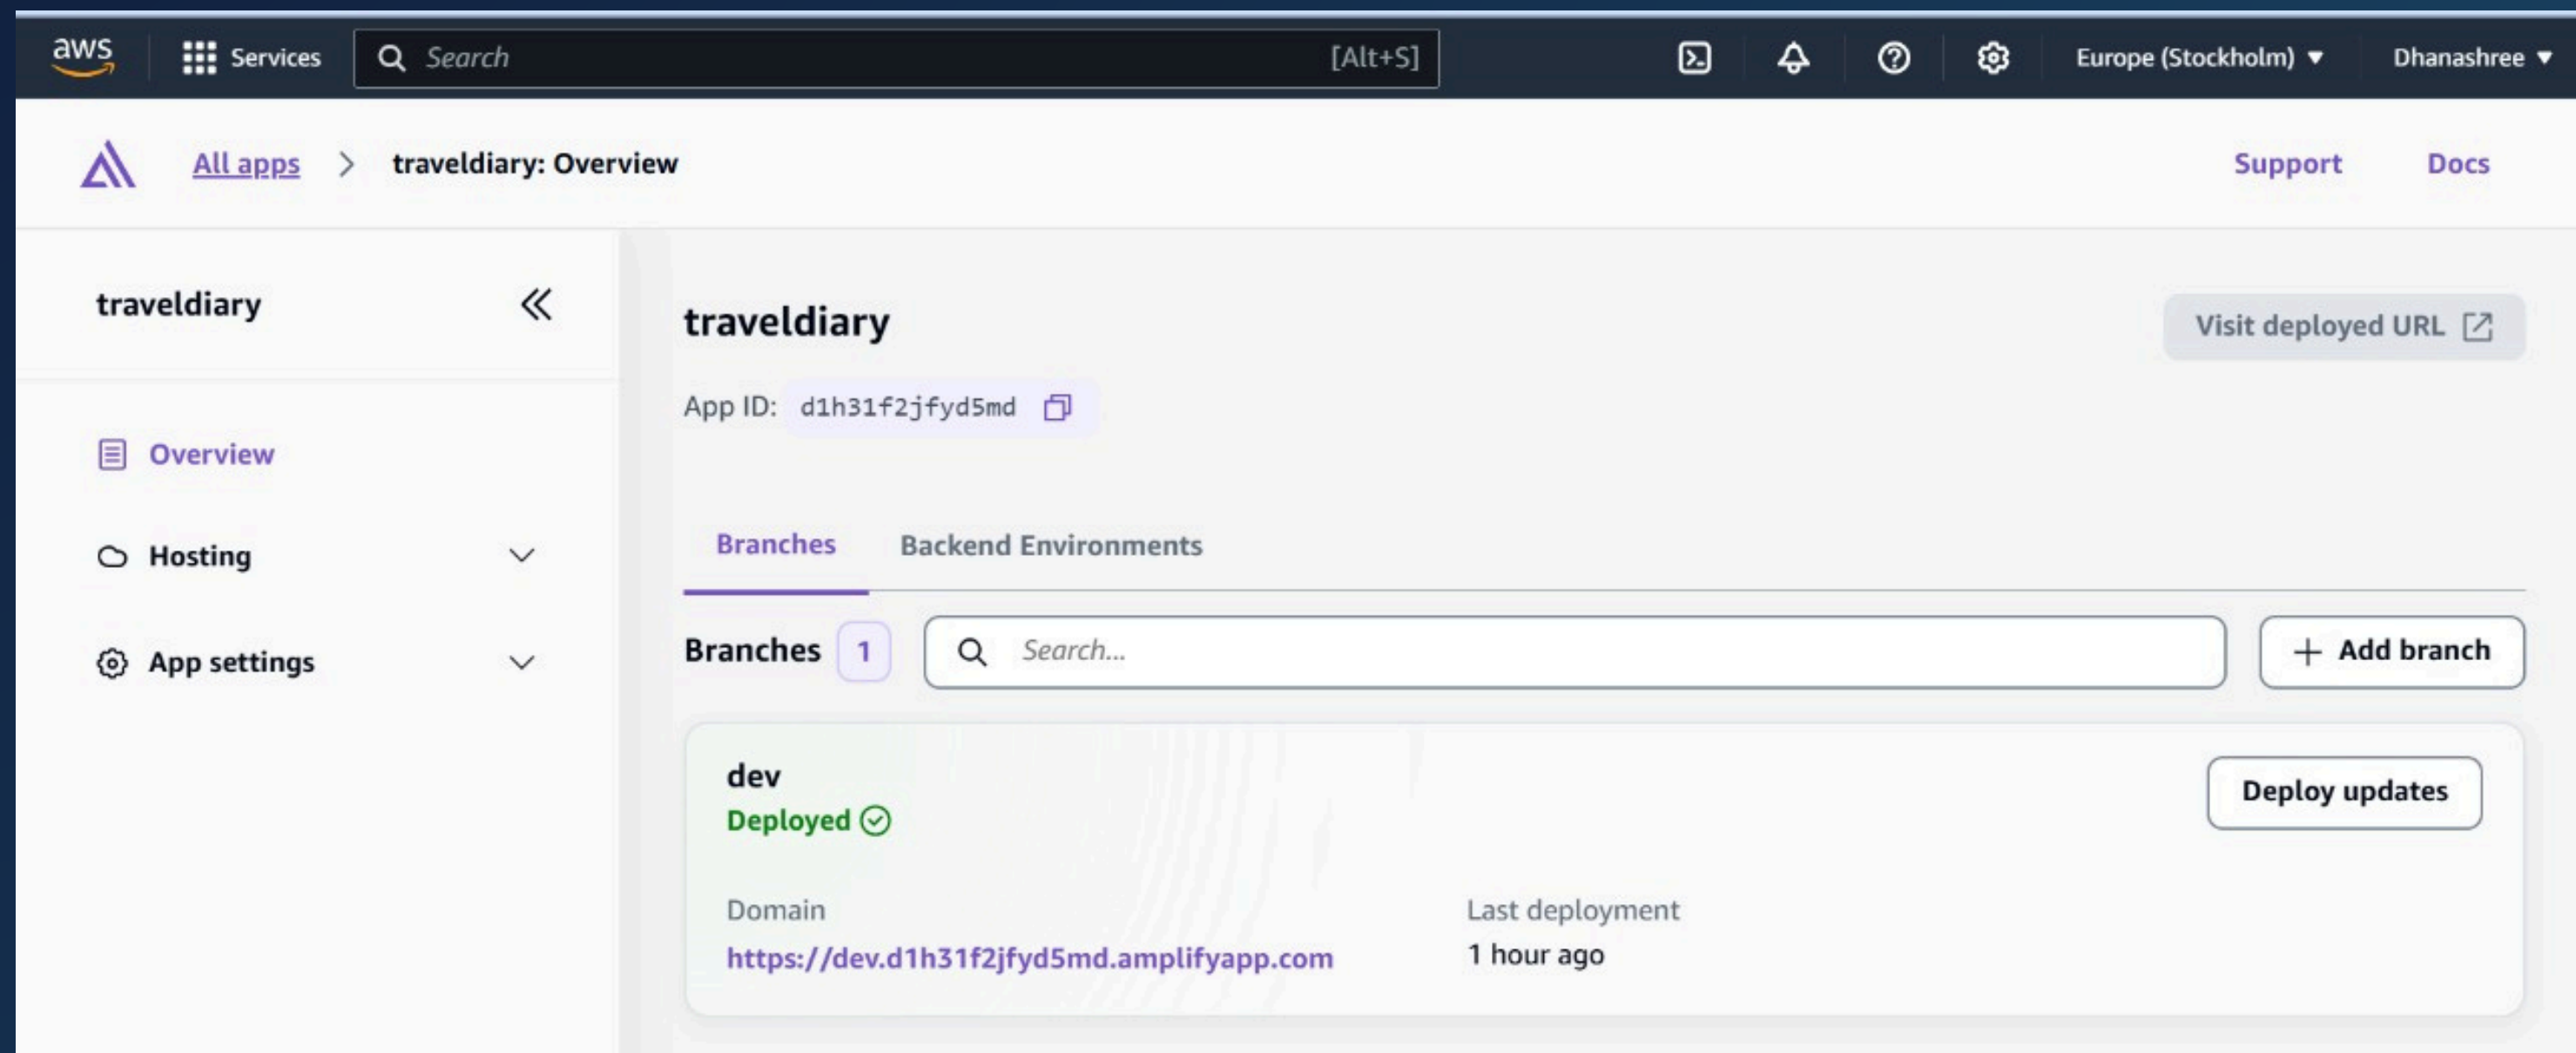 aws Services Search [Alt+S] Europe (Stockholm) Dhanashree
All apps > traveldiary: Overview Support Docs
traveldiary
Overview
Hosting
App settings
traveldiary Visit deployed URL
App ID: d1h31f2jfyd5md
Branches Backend Environments
Branches 1 Search... + Add branch
dev
Deployed
Deploy updates
Domain
https://dev.d1h31f2jfyd5md.amplifyapp.com
Last deployment
1 hour ago